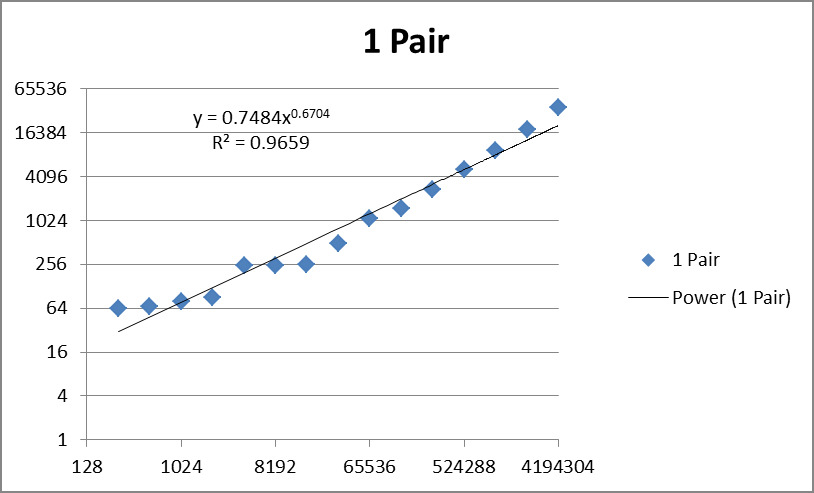 1 Pair
65536
16384
4096
1024
256
64
16
4
1
y = 0.7484x^0.6704
R² = 0.9659
128 1024 8192 65536 524288 4194304
1 Pair
Power (1 Pair)